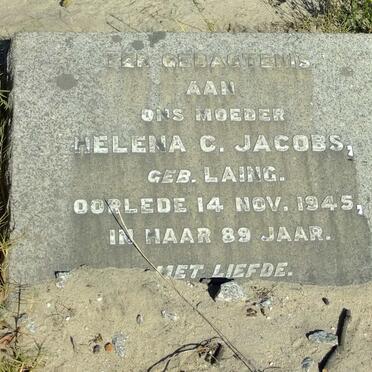 TER GEDAGTENIS
AAN
ONS MOEDER
HELENA C. JACOBS,
GEB. LAING.
OORLEDE 14 NOV. 1945,
IN HAAR 89 JAAR.
MET LIEFDE.